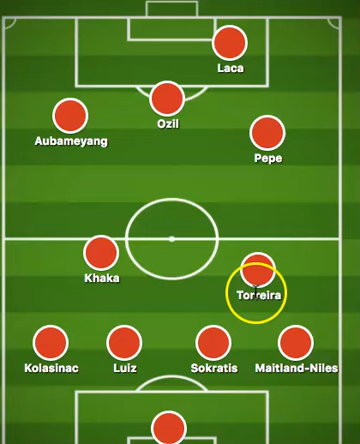 Laca
Ozil
Aubameyang
Pepe
Khaka
Torreira
Kolasinac
Luiz
Sokratis
Maitland-Niles